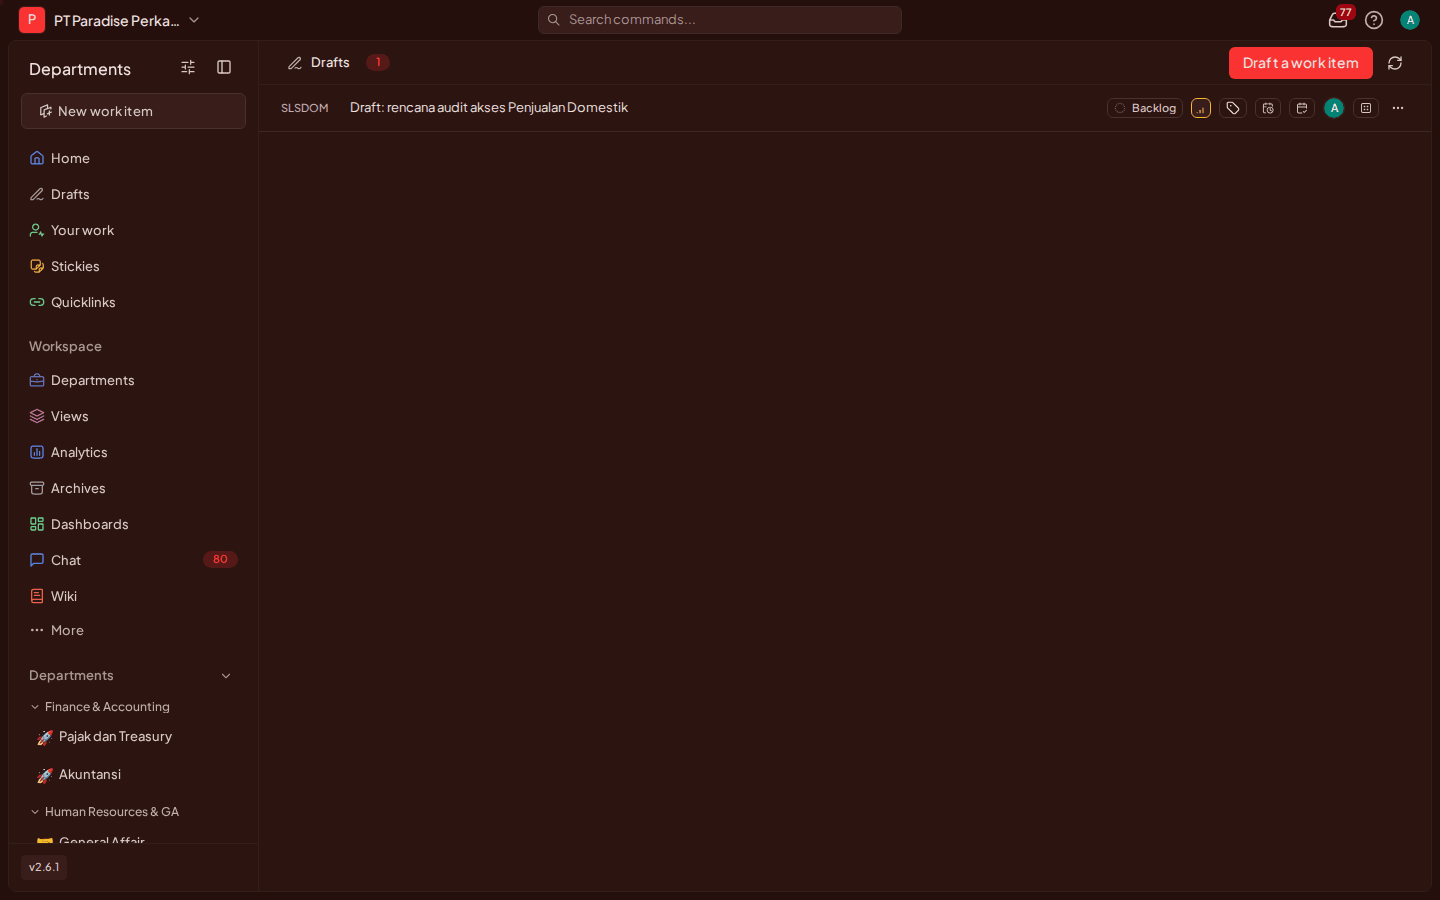 P PT Paradise Perka...
Search commands...
77
A
Departments
New work item
Home
Drafts
Your work
Stickies
Quicklinks
Workspace
Departments
Views
Analytics
Archives
Dashboards
Chat 80
Wiki
More
Departments
Finance & Accounting
Pajak dan Treasury
Akuntansi
Human Resources & GA
General Affair
v2.6.1
Drafts 1
Draft a work item
SLSDOM Draft: rencana audit akses Penjualan Domestik
Backlog
A